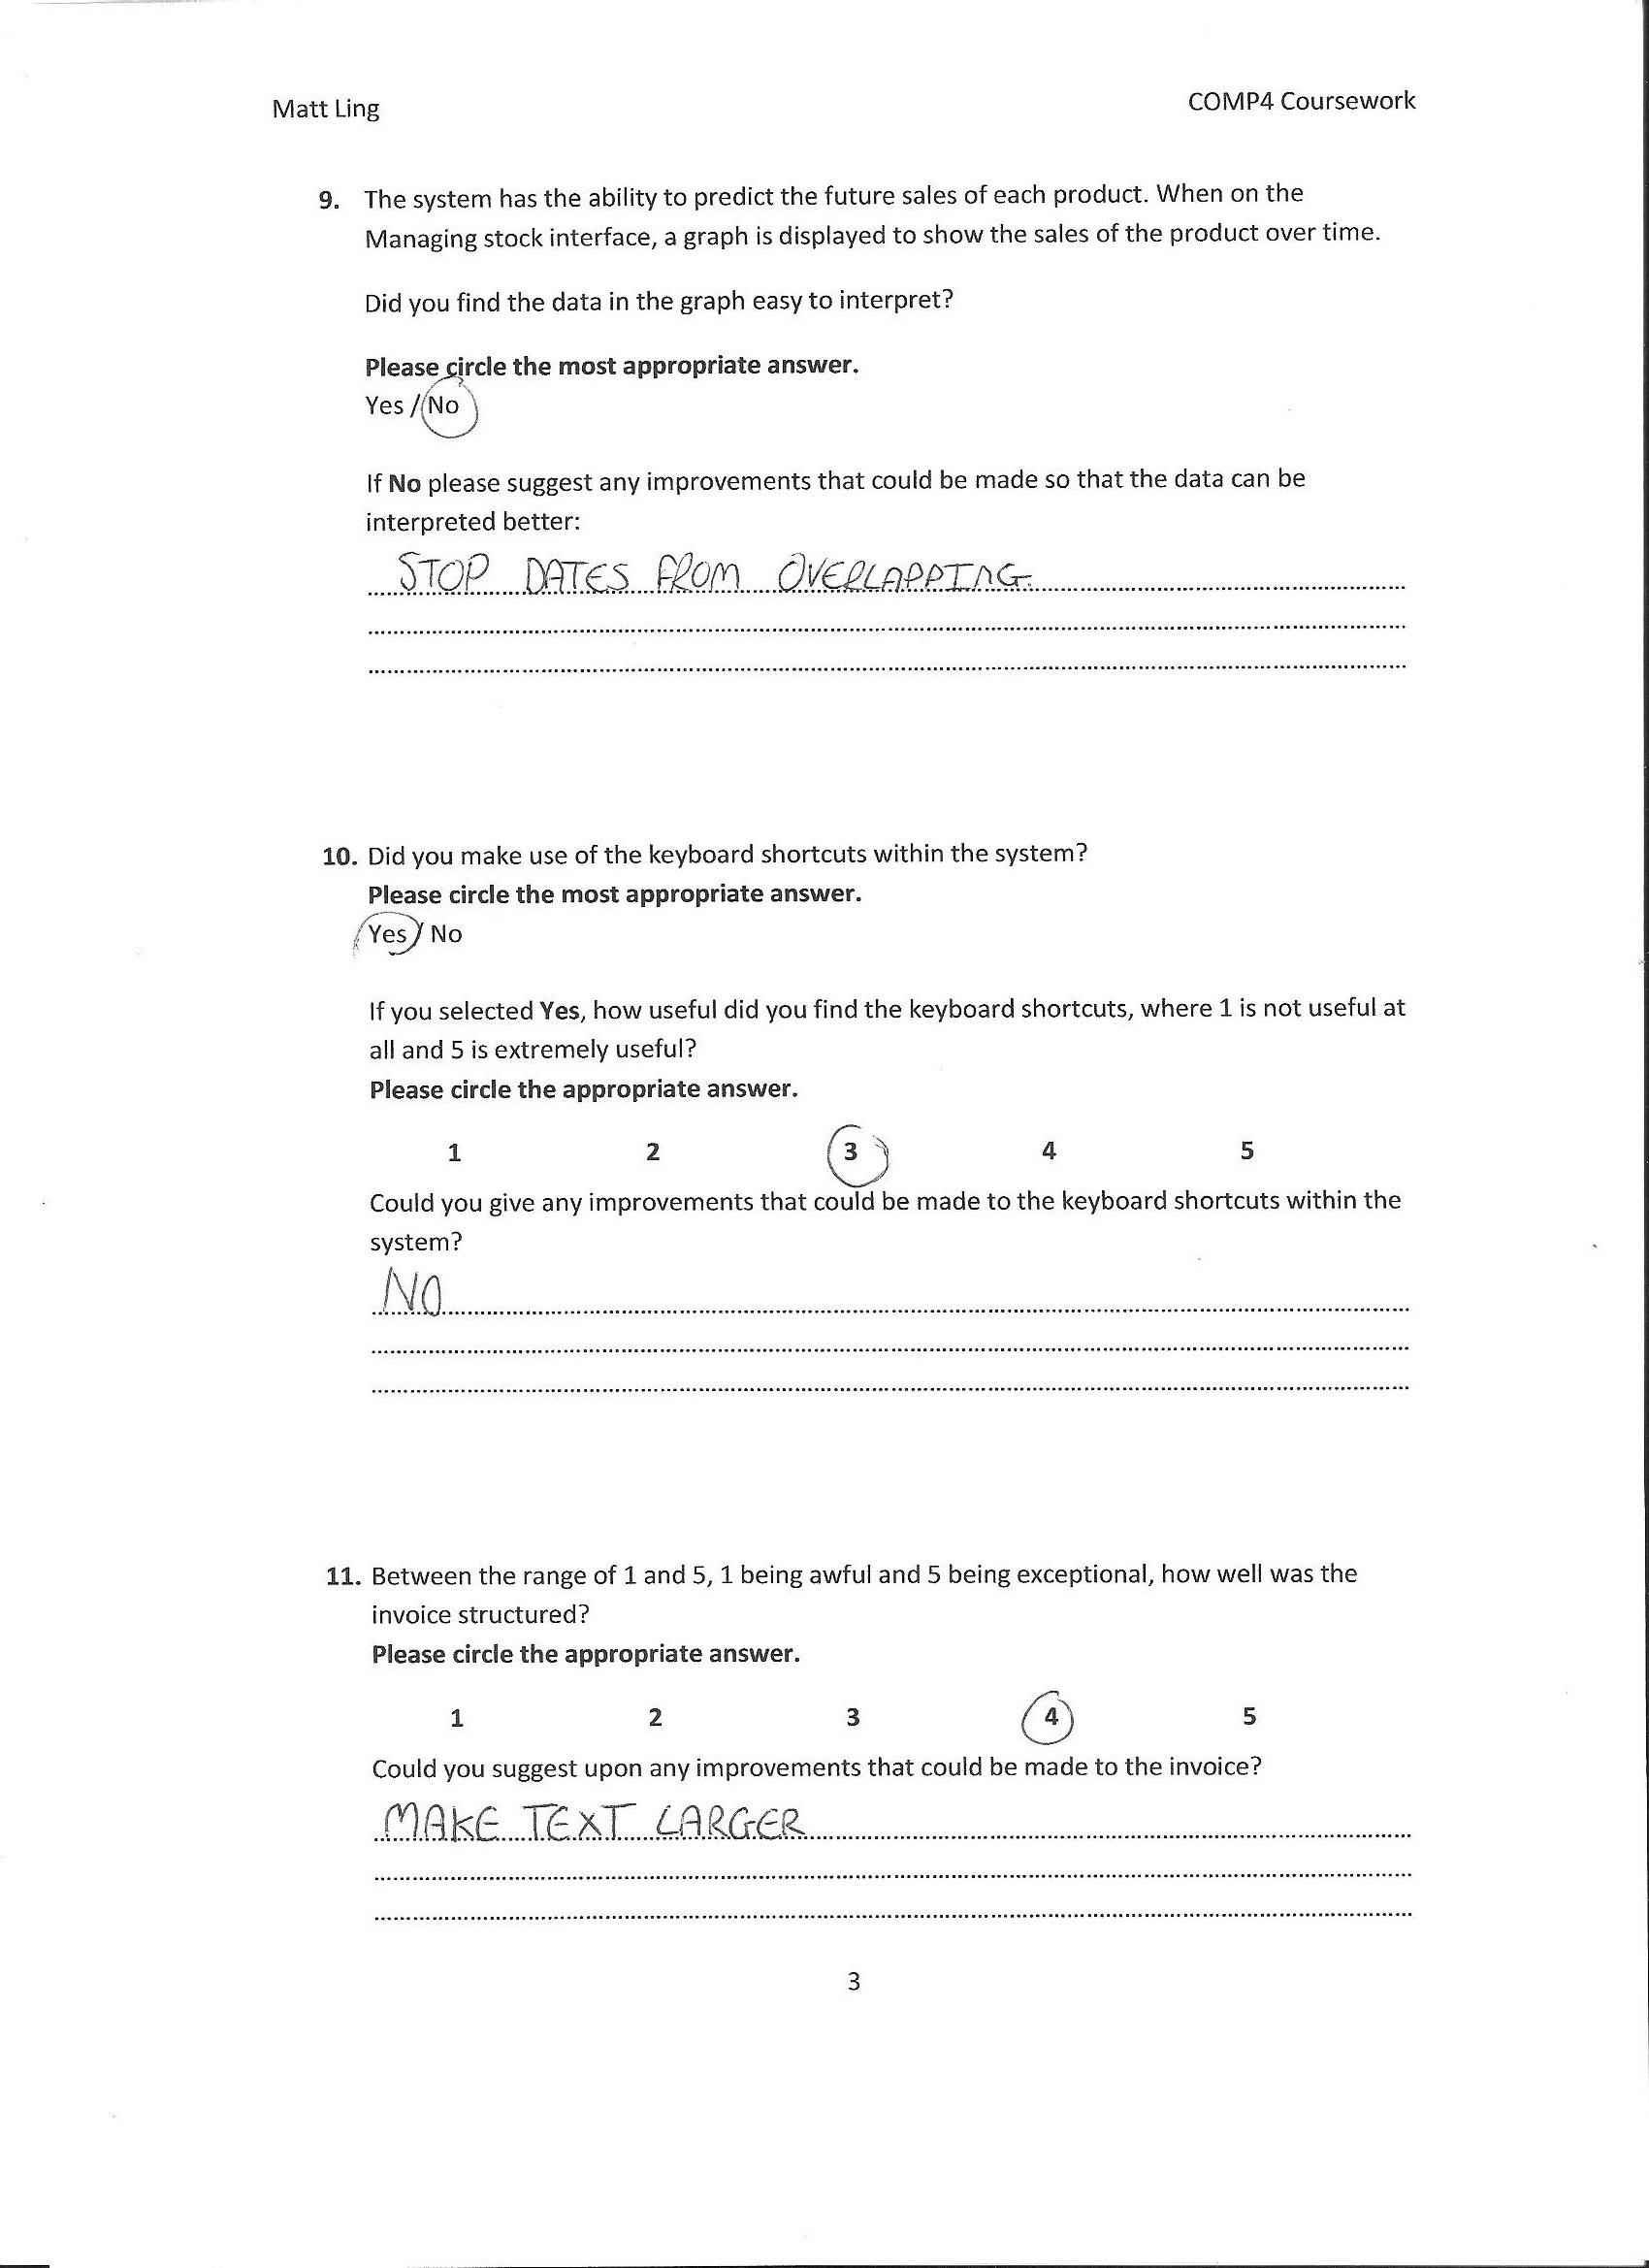 Matt Ling
COMP4 Coursework
9. The system has the ability to predict the future sales of each product. When on the
Managing stock interface, a graph is displayed to show the sales of the product over time.
Did you find the data in the graph easy to interpret?
Please circle the most appropriate answer.
Yes / No
If No please suggest any improvements that could be made so that the data can be
interpreted better:
STOP DATES FROM OVERLAPPING.
10. Did you make use of the keyboard shortcuts within the system?
Please circle the most appropriate answer.
Yes / No
If you selected Yes, how useful did you find the keyboard shortcuts, where 1 is not useful at
all and 5 is extremely useful?
Please circle the appropriate answer.
1 2 3 4 5
Could you give any improvements that could be made to the keyboard shortcuts within the
system?
NO
11. Between the range of 1 and 5, 1 being awful and 5 being exceptional, how well was the
invoice structured?
Please circle the appropriate answer.
1 2 3 4 5
Could you suggest upon any improvements that could be made to the invoice?
MAKE TEXT LARGER
3